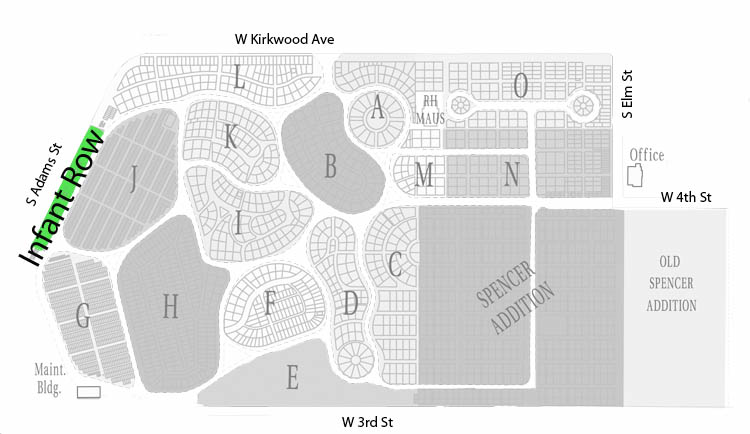 W Kirkwood Ave
L
O
A
RH
MAUS
S Elm St
K
B
Infant Row
S Adams St
J
M
N
Office
W 4th St
I
C
SPENCER
ADDITION
OLD
SPENCER
ADDITION
G
H
F
D
Maint.
Bldg.
E
W 3rd St